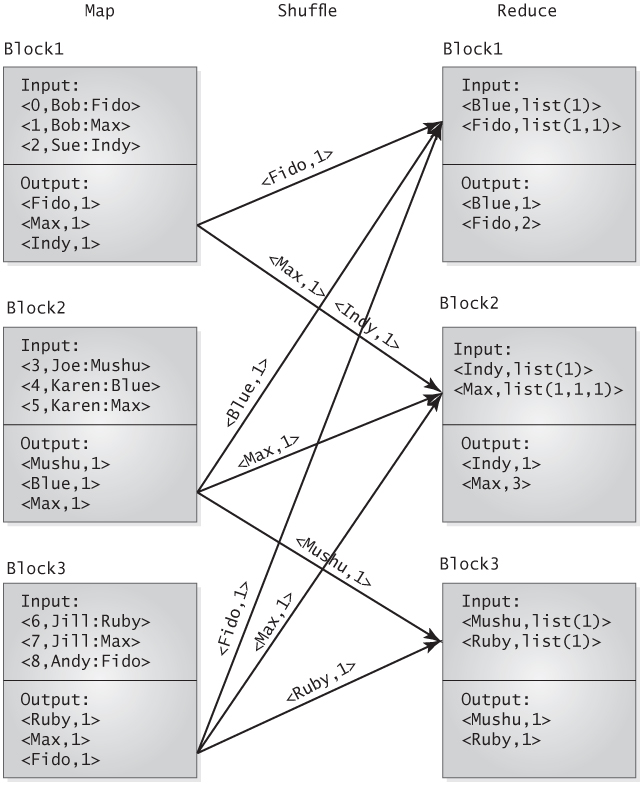 Map
Shuffle
Reduce
Block1
Input:
<0,Bob:Fido>
<1,Bob:Max>
<2,Sue:Indy>
Output:
<Fido,1>
<Max,1>
<Indy,1>
Block2
Input:
<3,Joe:Mushu>
<4,Karen:Blue>
<5,Karen:Max>
Output:
<Mushu,1>
<Blue,1>
<Max,1>
Block3
Input:
<6,Jill:Ruby>
<7,Jill:Max>
<8,Andy:Fido>
Output:
<Ruby,1>
<Max,1>
<Fido,1>
<Fido,1>
<Max,1>
<Indy,1>
<Blue,1>
<Max,1>
<Mushu,1>
<Fido,1>
<Max,1>
<Ruby,1>
Block1
Input:
<Blue,list(1)>
<Fido,list(1,1)>
Output:
<Blue,1>
<Fido,2>
Block2
Input:
<Indy,list(1)>
<Max,list(1,1,1)>
Output:
<Indy,1>
<Max,3>
Block3
Input:
<Mushu,list(1)>
<Ruby,list(1)>
Output:
<Mushu,1>
<Ruby,1>